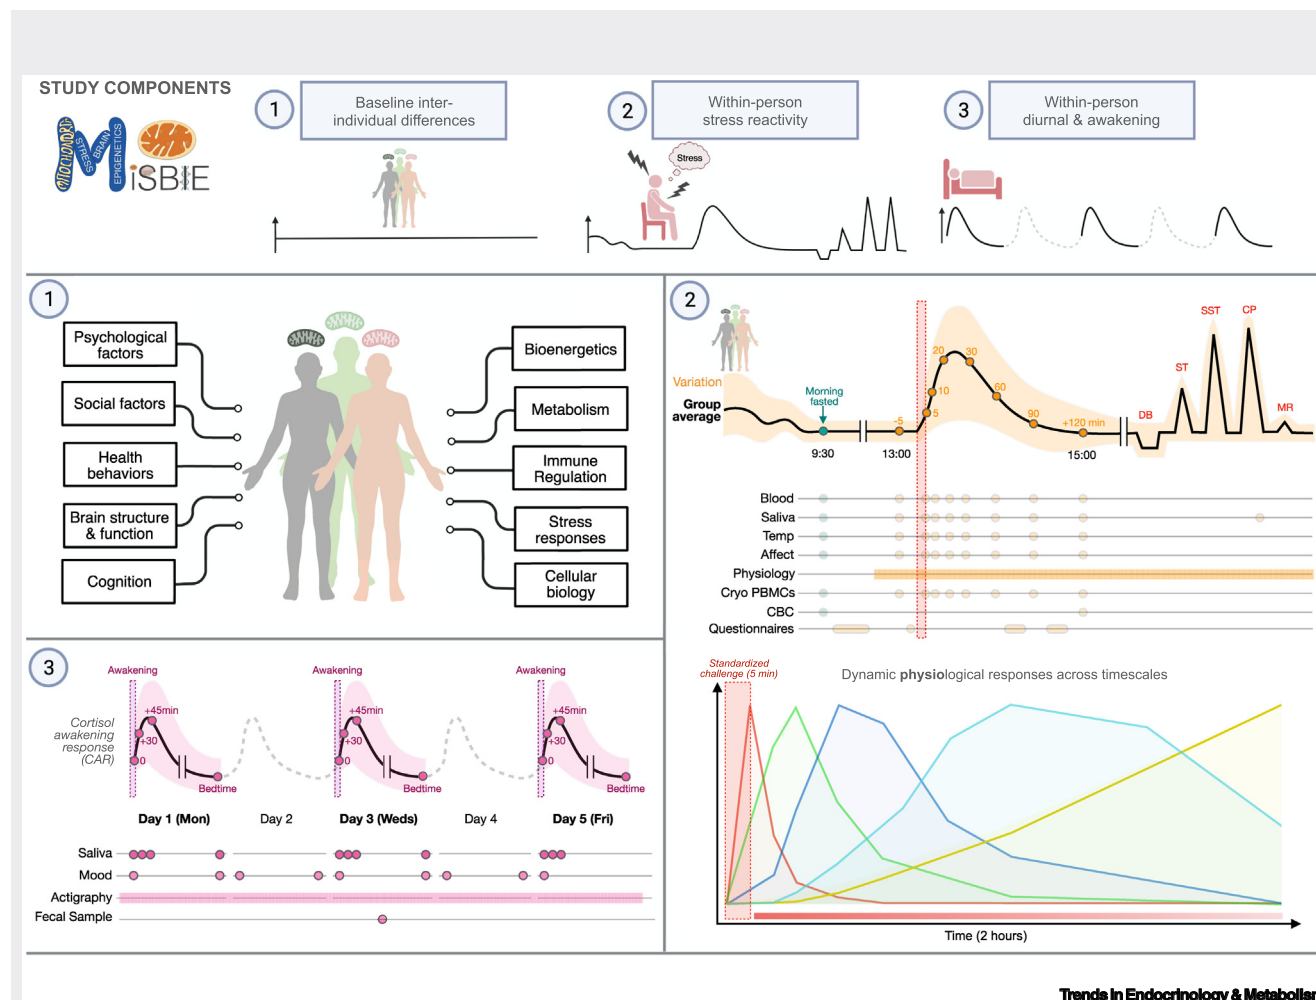 STUDY COMPONENTS
MITOCHONDRIA
STRESS
BRAIN
EPIGENETICS
MiSBIE
1
Baseline inter-
individual differences
2
Within-person
stress reactivity
Stress
3
Within-person
diurnal & awakening
1
Psychological
factors
Social factors
Health
behaviors
Brain structure
& function
Cognition
Bioenergetics
Metabolism
Immune
Regulation
Stress
responses
Cellular
biology
2
Variation
Group
average
Morning
fasted
9:30
-5
13:00
5
10
20
30
60
90
+120 min
15:00
DB
ST
SST
CP
MR
Blood
Saliva
Temp
Affect
Physiology
Cryo PBMCs
CBC
Questionnaires
Standardized
challenge (5 min)
Dynamic physiological responses across timescales
Time (2 hours)
3
Cortisol
awakening
response
(CAR)
Awakening
+45min
+30
0
Bedtime
Awakening
+45min
+30
0
Bedtime
Awakening
+45min
+30
0
Bedtime
Day 1 (Mon)
Day 2
Day 3 (Weds)
Day 4
Day 5 (Fri)
Saliva
Mood
Actigraphy
Fecal Sample
Trends in Endocrinology & Metabolism